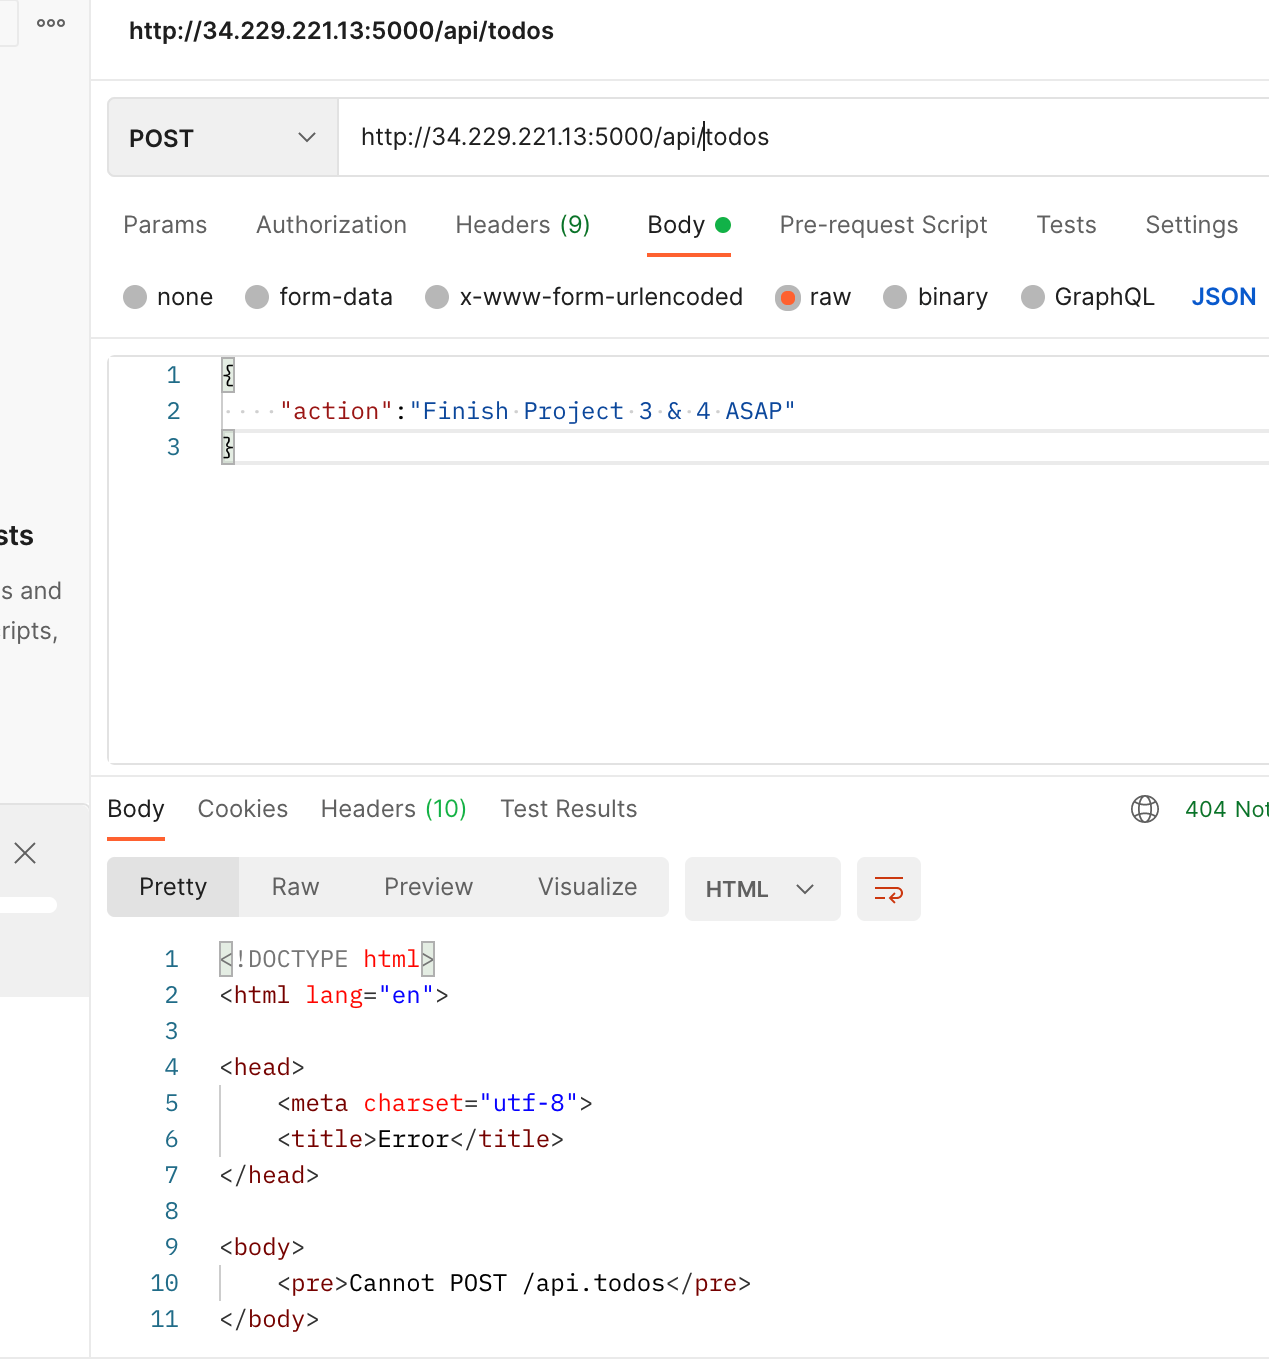 http://34.229.221.13:5000/api/todos
POST http://34.229.221.13:5000/api/todos
Params Authorization Headers (9) Body Pre-request Script Tests Settings
none form-data x-www-form-urlencoded raw binary GraphQL JSON
1 {
2 "action":"Finish Project 3 & 4 ASAP"
3 }
sts
s and
ripts,
Body Cookies Headers (10) Test Results 404 Not
Pretty Raw Preview Visualize HTML
1 <!DOCTYPE html>
2 <html lang="en">
3
4 <head>
5 <meta charset="utf-8">
6 <title>Error</title>
7 </head>
8
9 <body>
10 <pre>Cannot POST /api.todos</pre>
11 </body>